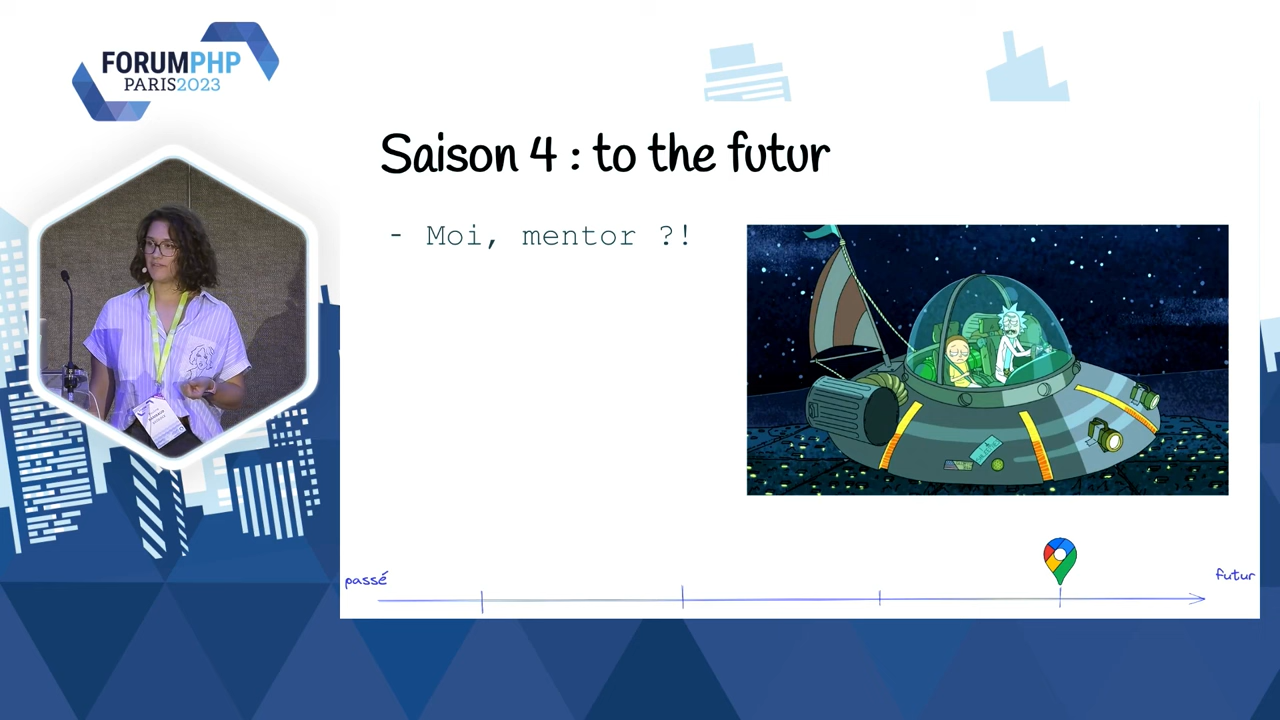 FORUMPHP
PARIS2023
Saison 4 : to the futur
- Moi, mentor ?!
passé
futur